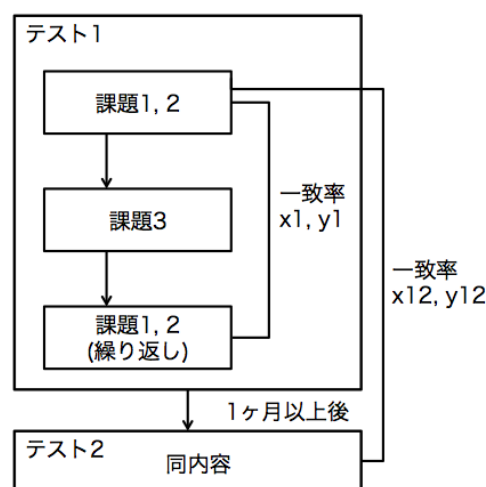 テスト1
課題1, 2
課題3
課題1, 2
(繰り返し)
一致率
x1, y1
一致率
x12, y12
1ヶ月以上後
テスト2
同内容